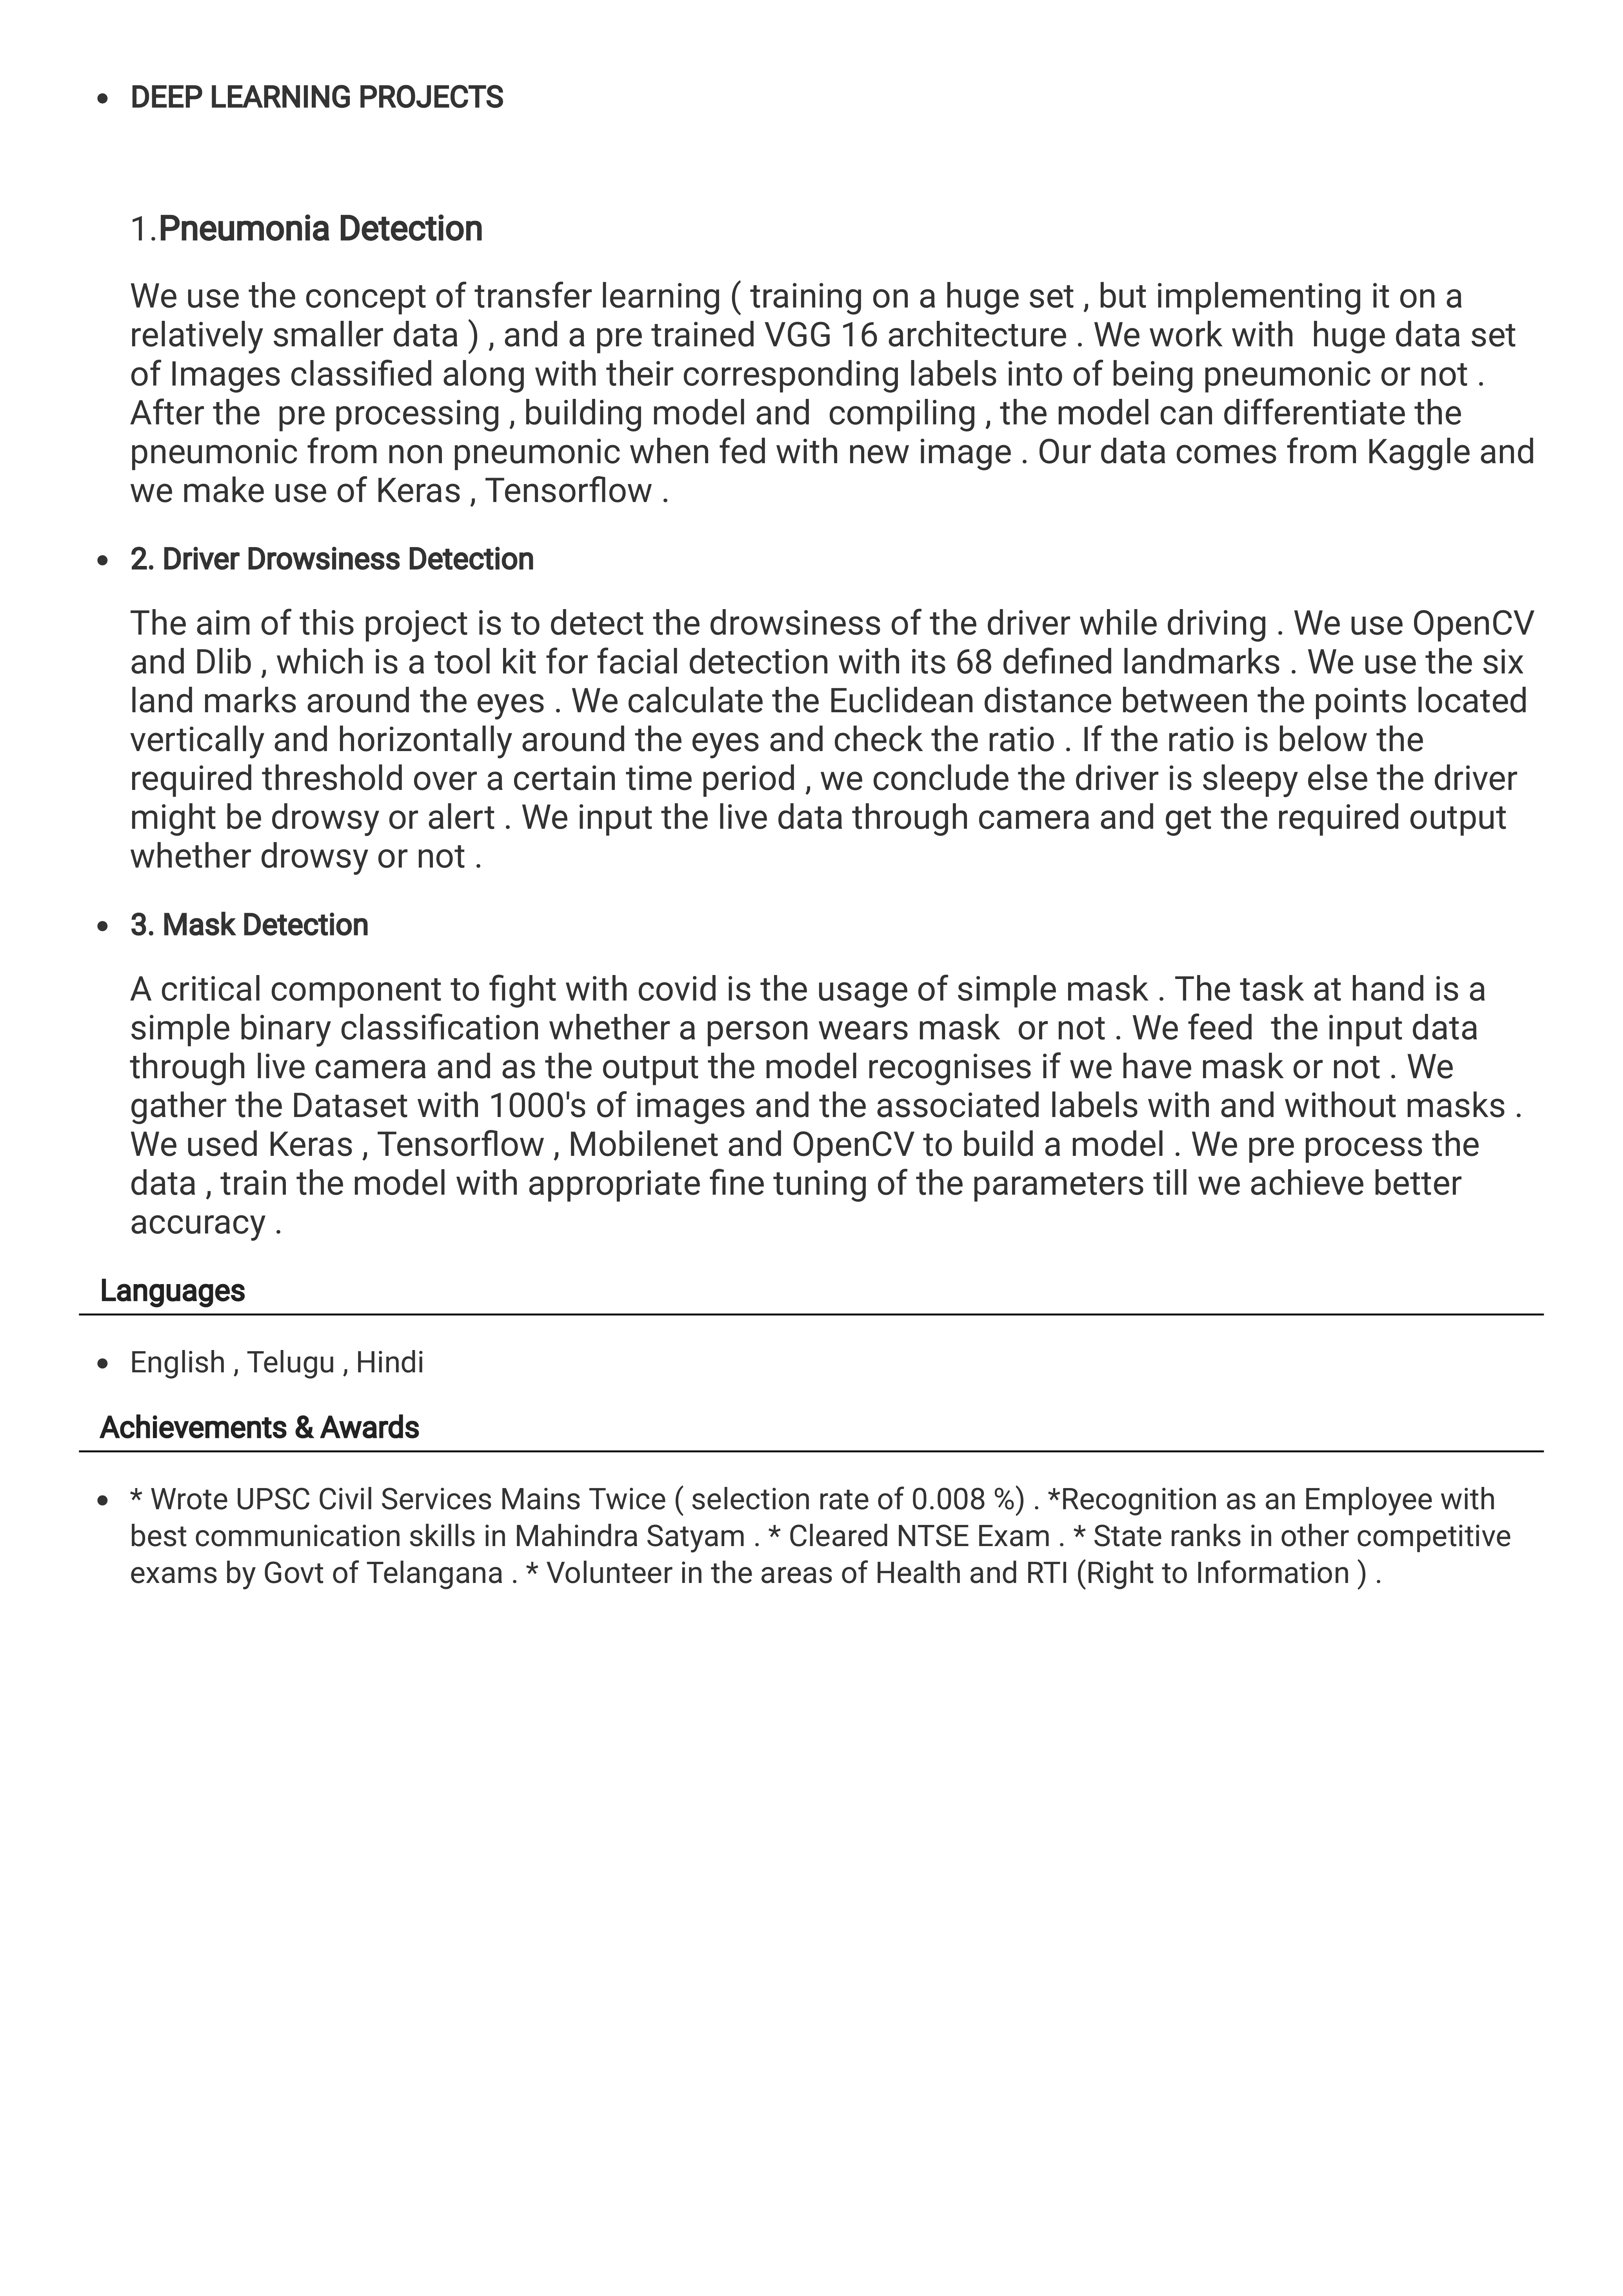 DEEP LEARNING PROJECTS
1.Pneumonia Detection
We use the concept of transfer learning ( training on a huge set , but implementing it on a
relatively smaller data ) , and a pre trained VGG 16 architecture . We work with  huge data set
of Images classified along with their corresponding labels into of being pneumonic or not .
After the  pre processing , building model and  compiling , the model can differentiate the
pneumonic from non pneumonic when fed with new image . Our data comes from Kaggle and
we make use of Keras , Tensorflow .
2. Driver Drowsiness Detection
The aim of this project is to detect the drowsiness of the driver while driving . We use OpenCV
and Dlib , which is a tool kit for facial detection with its 68 defined landmarks . We use the six
land marks around the eyes . We calculate the Euclidean distance between the points located
vertically and horizontally around the eyes and check the ratio . If the ratio is below the
required threshold over a certain time period , we conclude the driver is sleepy else the driver
might be drowsy or alert . We input the live data through camera and get the required output
whether drowsy or not .
3. Mask Detection
A critical component to fight with covid is the usage of simple mask . The task at hand is a
simple binary classification whether a person wears mask  or not . We feed  the input data
through live camera and as the output the model recognises if we have mask or not . We
gather the Dataset with 1000's of images and the associated labels with and without masks .
We used Keras , Tensorflow , Mobilenet and OpenCV to build a model . We pre process the
data , train the model with appropriate fine tuning of the parameters till we achieve better
accuracy .
Languages
English , Telugu , Hindi
Achievements & Awards
* Wrote UPSC Civil Services Mains Twice ( selection rate of 0.008 %) . *Recognition as an Employee with
best communication skills in Mahindra Satyam . * Cleared NTSE Exam . * State ranks in other competitive
exams by Govt of Telangana . * Volunteer in the areas of Health and RTI (Right to Information ) .